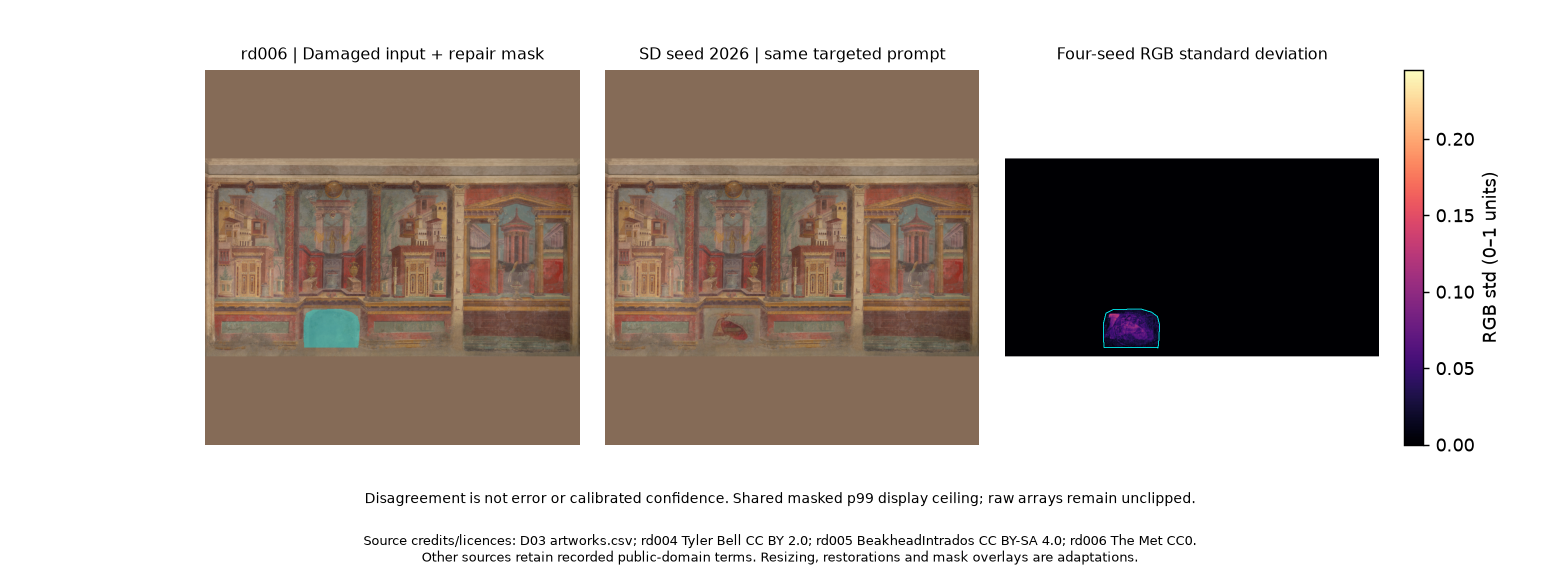 rd006 | Damaged input + repair mask
SD seed 2026 | same targeted prompt
Four-seed RGB standard deviation
0.20
0.15
0.10
0.05
0.00
RGB std (0–1 units)
Disagreement is not error or calibrated confidence. Shared masked p99 display ceiling; raw arrays remain unclipped.
Source credits/licences: D03 artworks.csv; rd004 Tyler Bell CC BY 2.0; rd005 BeakheadIntrados CC BY-SA 4.0; rd006 The Met CC0.
Other sources retain recorded public-domain terms. Resizing, restorations and mask overlays are adaptations.